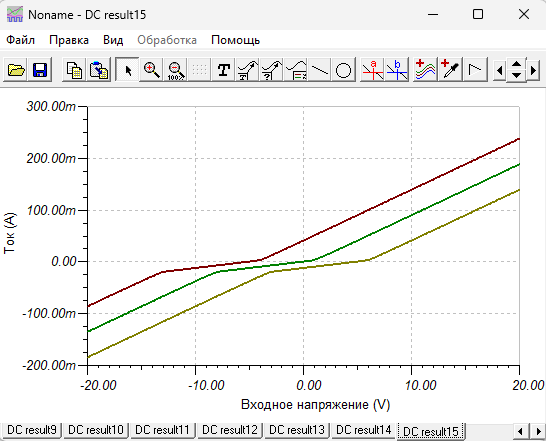 Noname - DC result15
Файл Правка Вид Обработка Помощь
100% T ? a b
300.00m
200.00m
100.00m
0.00
-100.00m
-200.00m
Ток (A)
-20.00 -10.00 0.00 10.00 20.00
Входное напряжение (V)
DC result9 DC result10 DC result11 DC result12 DC result13 DC result14 DC result15